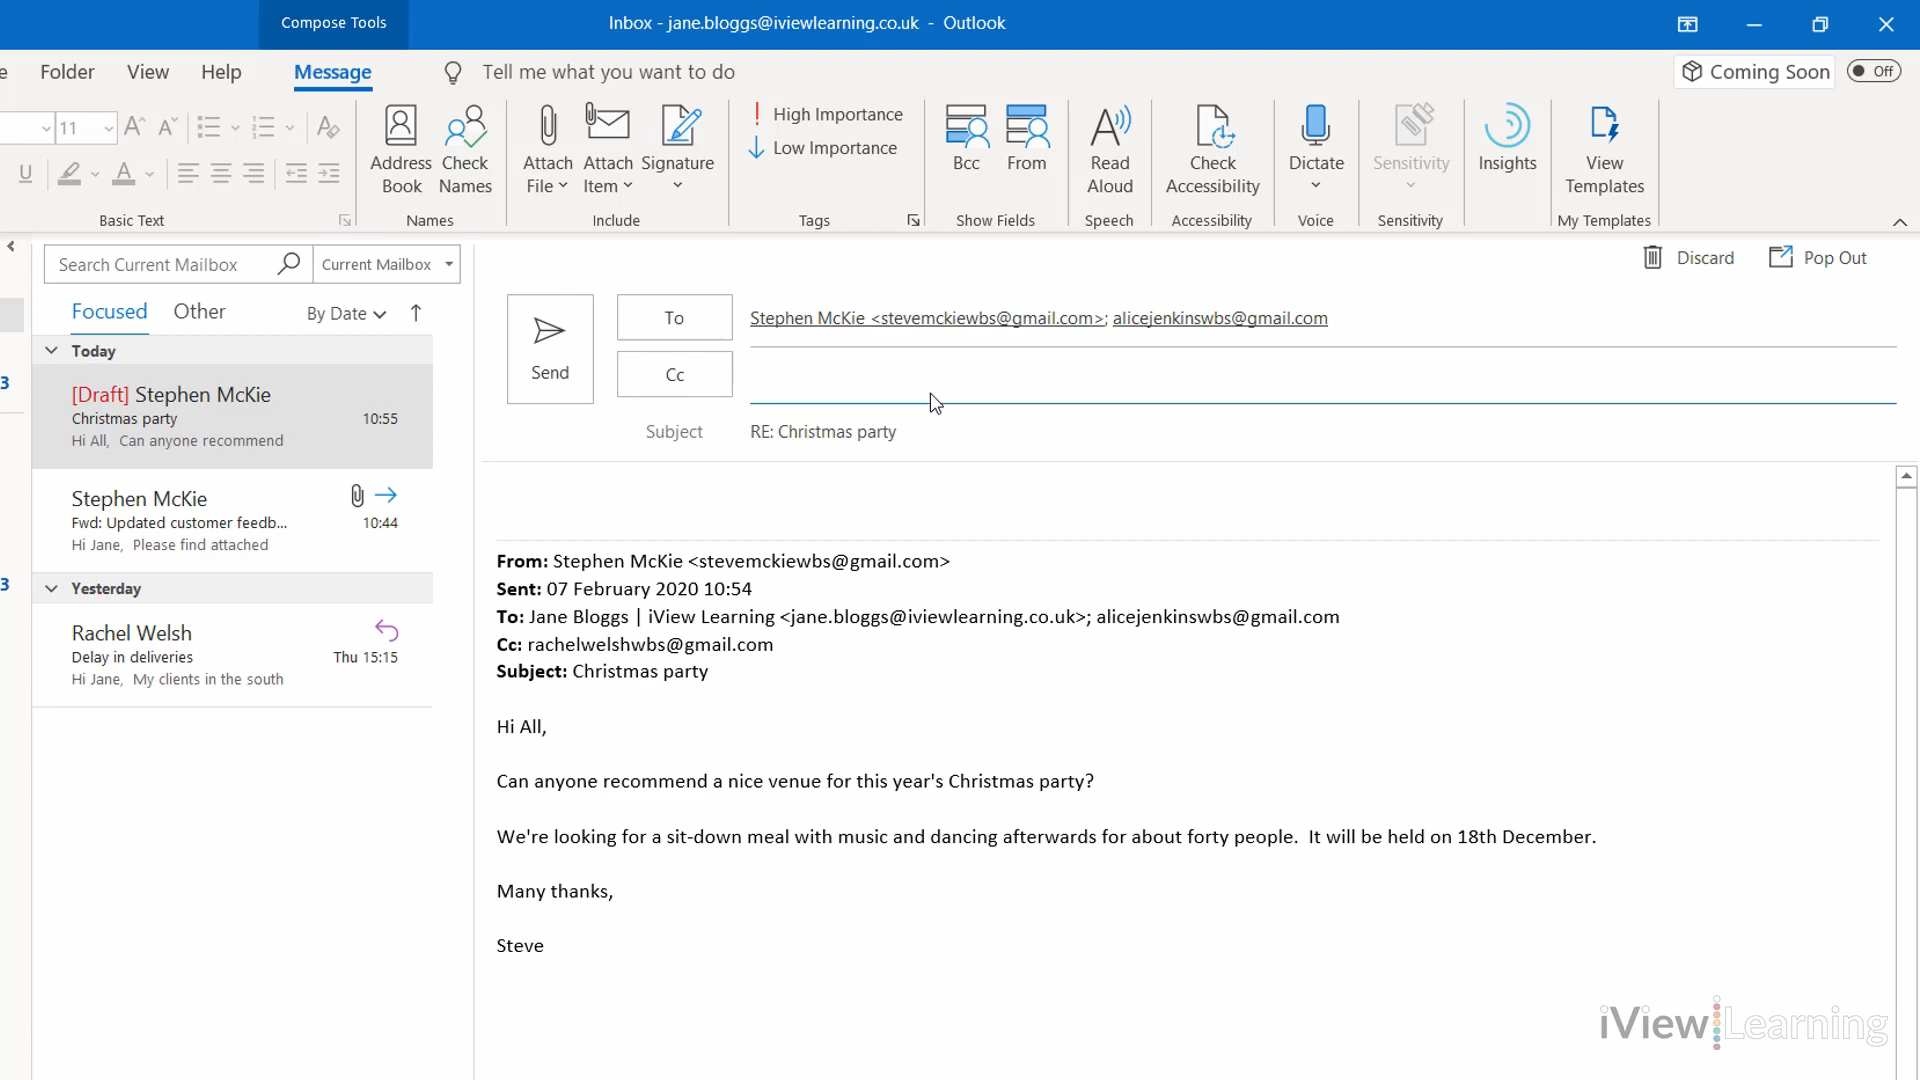 Compose Tools
Inbox - jane.bloggs@iviewlearning.co.uk - Outlook
e Folder View Help Message Tell me what you want to do Coming Soon Off
11
U
Basic Text
Address Book
Check Names
Names
Attach File
Attach Item
Signature
Include
High Importance
Low Importance
Tags
Bcc
From
Show Fields
Read Aloud
Speech
Check Accessibility
Accessibility
Dictate
Voice
Sensitivity
Sensitivity
Insights
View Templates
My Templates
Search Current Mailbox Current Mailbox
Focused Other By Date
Today
[Draft] Stephen McKie
Christmas party 10:55
Hi All, Can anyone recommend
Stephen McKie
Fwd: Updated customer feedb... 10:44
Hi Jane, Please find attached
Yesterday
Rachel Welsh
Delay in deliveries Thu 15:15
Hi Jane, My clients in the south
3
3
Discard Pop Out
Send
To Stephen McKie <stevemckiewbs@gmail.com>; alicejenkinswbs@gmail.com
Cc
Subject RE: Christmas party
From: Stephen McKie <stevemckiewbs@gmail.com>
Sent: 07 February 2020 10:54
To: Jane Bloggs | iView Learning <jane.bloggs@iviewlearning.co.uk>; alicejenkinswbs@gmail.com
Cc: rachelwelshwbs@gmail.com
Subject: Christmas party
Hi All,
Can anyone recommend a nice venue for this year's Christmas party?
We're looking for a sit-down meal with music and dancing afterwards for about forty people. It will be held on 18th December.
Many thanks,
Steve
iView Learning